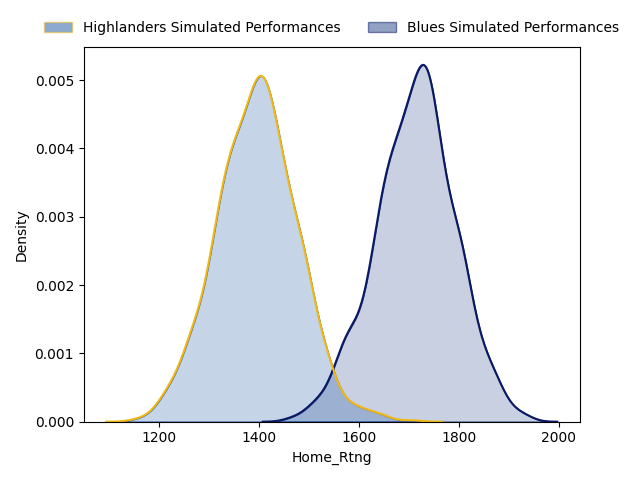 Highlanders Simulated Performances Blues Simulated Performances
0.005
0.004
0.003
0.002
0.001
0.000
Density
1200 1400 1600 1800 2000
Home_Rtng